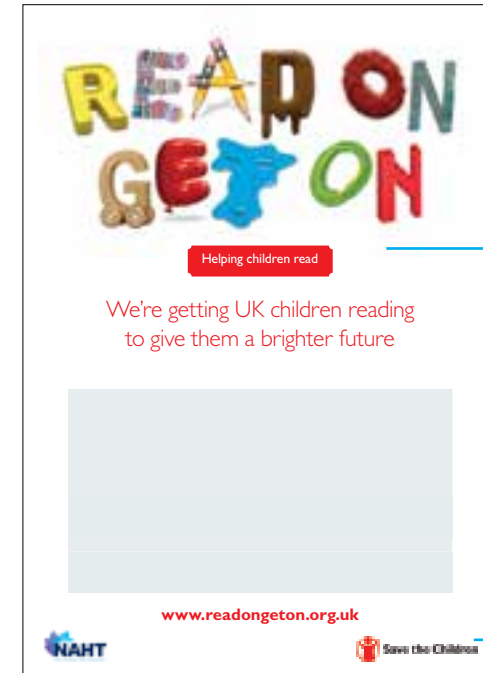 READ ON
GET ON
Helping children read
We're getting UK children reading
to give them a brighter future
www.readongeton.org.uk
NAHT
Save the Children